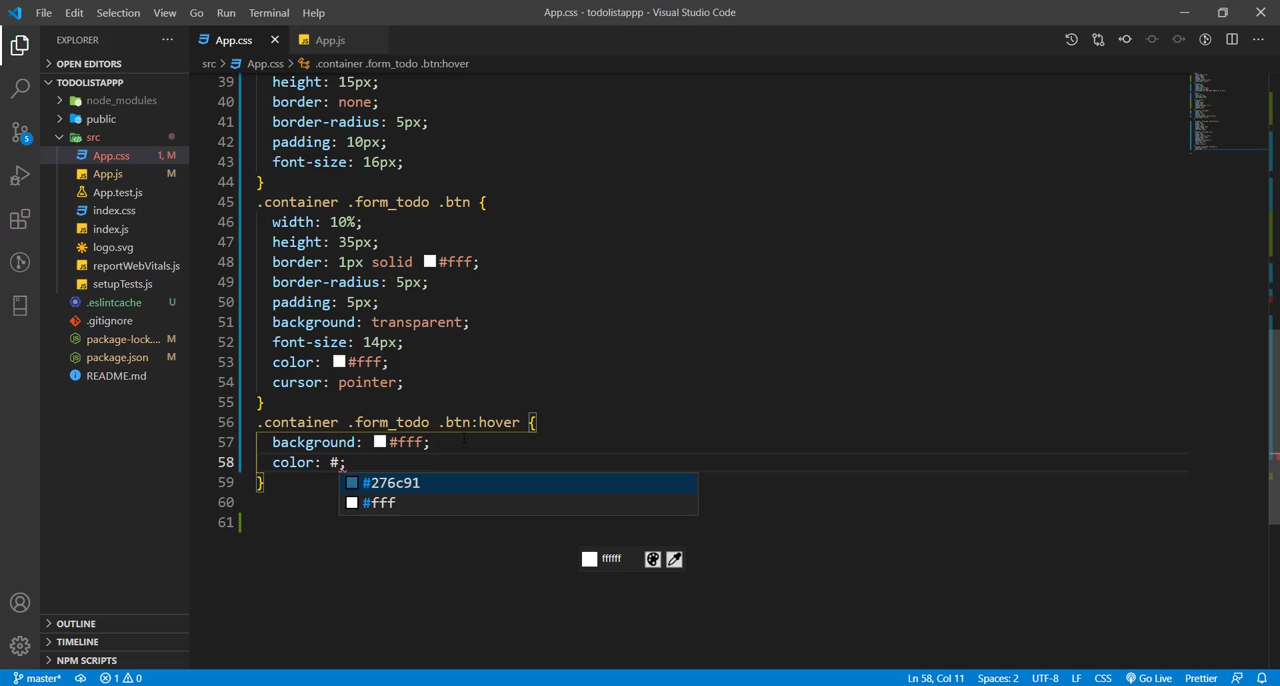 File Edit Selection View Go Run Terminal Help App.css - todolistappp - Visual Studio Code
EXPLORER ··· App.css App.js
src > App.css > .container .form_todo .btn:hover
OPEN EDITORS
TODOLISTAPPP
node_modules
public
src
App.css 1, M
App.js M
App.test.js
index.css
index.js
logo.svg
reportWebVitals.js
setupTests.js
.eslintcache U
.gitignore
package-lock.... M
package.json M
README.md
OUTLINE
TIMELINE
NPM SCRIPTS
5
39 height: 15px;
40 border: none;
41 border-radius: 5px;
42 padding: 10px;
43 font-size: 16px;
44 }
45 .container .form_todo .btn {
46 width: 10%;
47 height: 35px;
48 border: 1px solid #fff;
49 border-radius: 5px;
50 padding: 5px;
51 background: transparent;
52 font-size: 14px;
53 color: #fff;
54 cursor: pointer;
55 }
56 .container .form_todo .btn:hover {
57 background: #fff;
58 color: #;
59 }
60
61
#276c91
#fff
ffffff
master* 1 0 Ln 58, Col 11 Spaces: 2 UTF-8 LF CSS Go Live Prettier